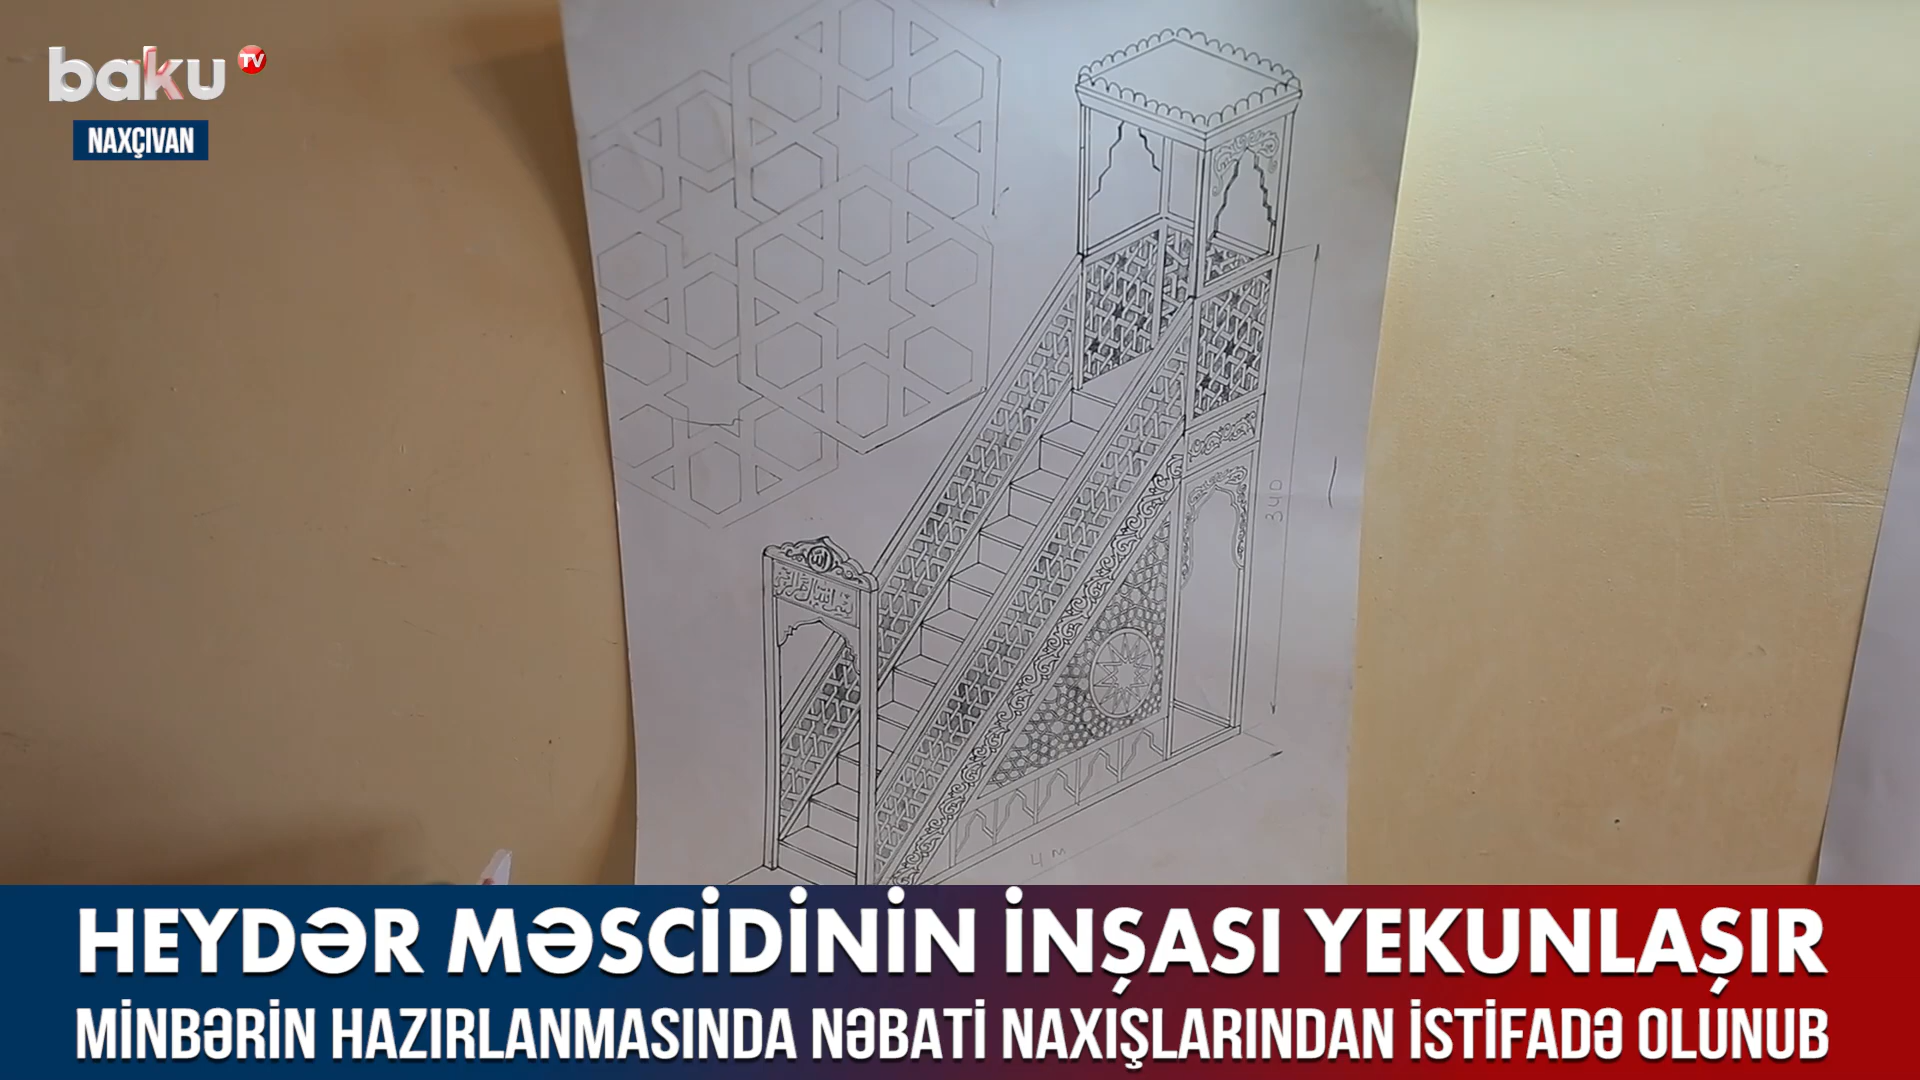 baku TV
NAXÇIVAN
الله
340
4 м
HEYDƏR MƏSCİDİNİN İNŞASI YEKUNLAŞIR
MİNBƏRİN HAZIRLANMASINDA NƏBATİ NAXIŞLARINDAN İSTİFADƏ OLUNUB